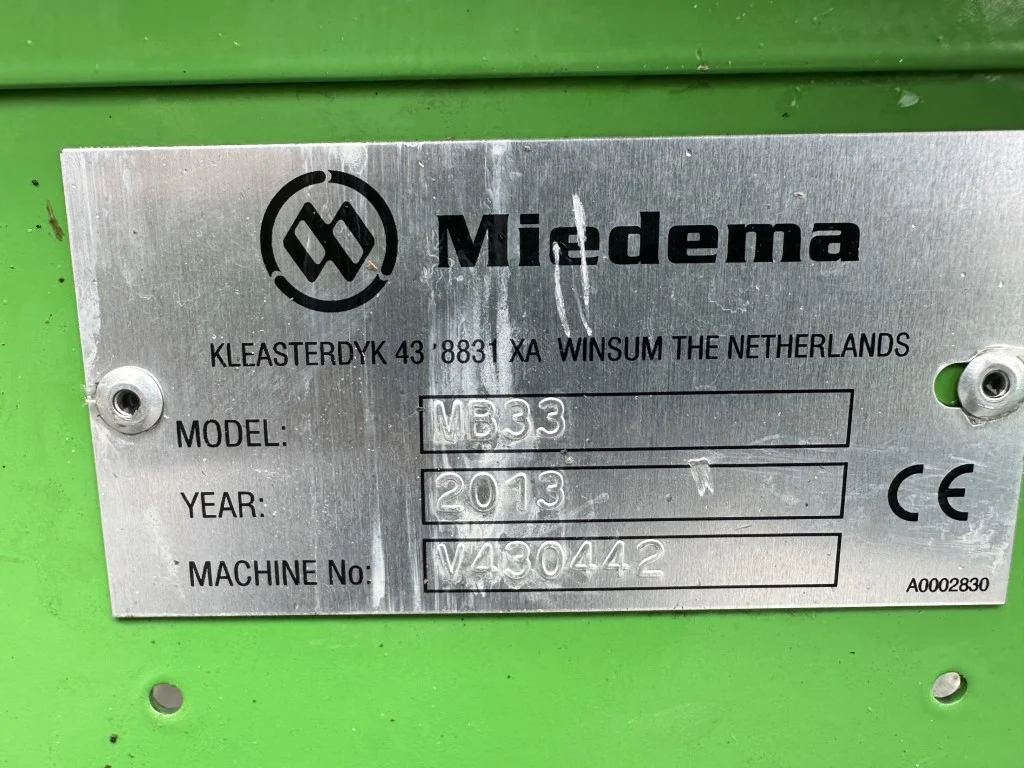 Miedema
KLEASTERDYK 43 8831 XA WINSUM THE NETHERLANDS
MODEL: MB33
YEAR: 2013
CE
MACHINE No: V430442
A0002830